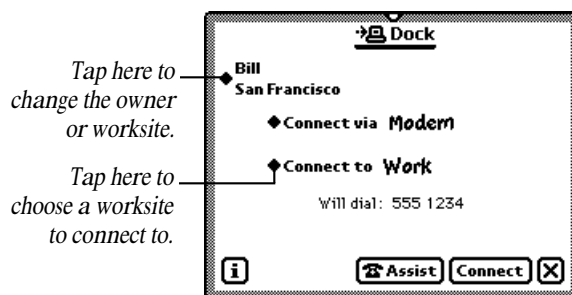 Dock
Tap here to
change the owner
or worksite.
Bill
San Francisco
Connect via Modem
Tap here to
choose a worksite
to connect to.
Connect to Work
Will dial: 555 1234
i
Assist
Connect
X